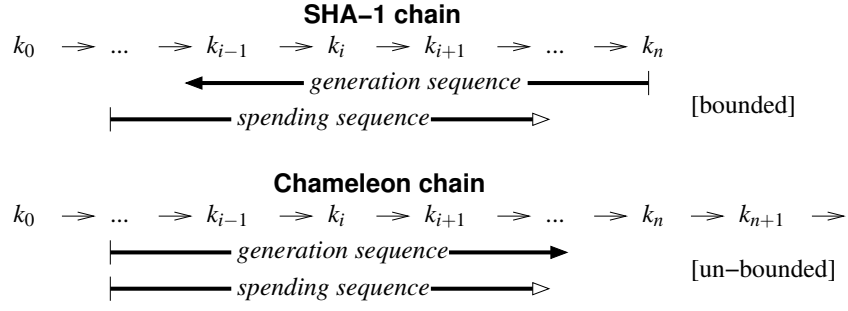 SHA−1 chain
k0 → ... → ki−1 → ki → ki+1 → ... → kn
generation sequence
[bounded]
spending sequence
Chameleon chain
k0 → ... → ki−1 → ki → ki+1 → ... → kn → kn+1 →
generation sequence
[un−bounded]
spending sequence